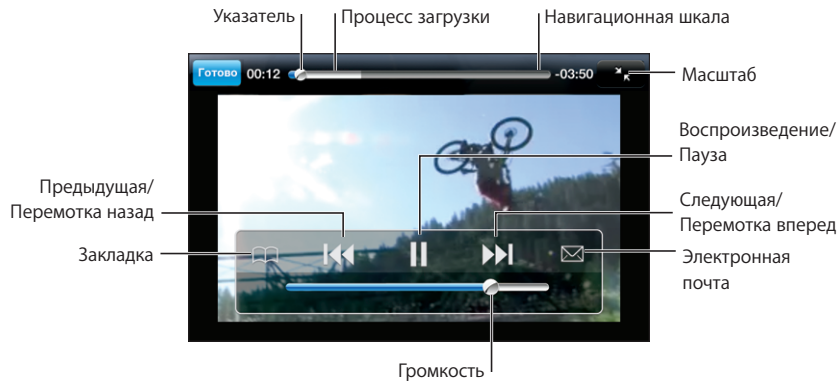 Указатель
Процесс загрузки
Навигационная шкала
Готово
00:12
-03:50
Масштаб
Воспроизведение/
Пауза
Предыдущая/
Перемотка назад
Следующая/
Перемотка вперед
Закладка
Электронная
почта
Громкость